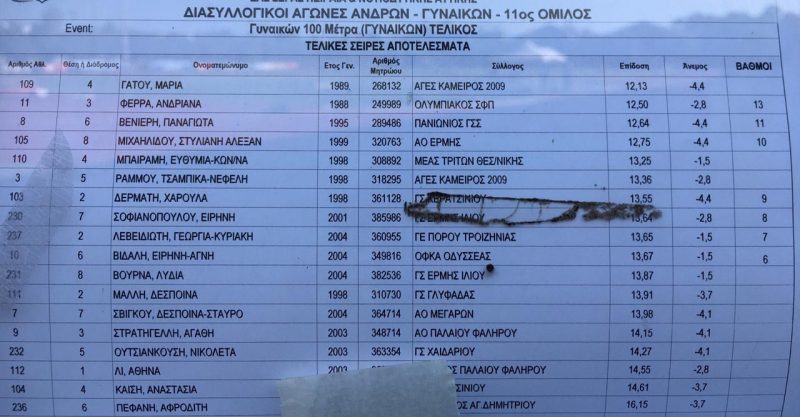 ΔΙΑΣΥΛΛΟΓΙΚΟΙ ΑΓΩΝΕΣ ΑΝΔΡΩΝ - ΓΥΝΑΙΚΩΝ - 11ος ΟΜΙΛΟΣ
Event: Γυναικών 100 Μέτρα (ΓΥΝΑΙΚΩΝ) ΤΕΛΙΚΟΣ
ΤΕΛΙΚΕΣ ΣΕΙΡΕΣ ΑΠΟΤΕΛΕΣΜΑΤΑ
Αριθμός Αθλ. Θέση ή Διάδρομος Ονοματεπώνυμο Ετος Γεν. Αριθμός Μητρώου Σύλλογος Επίδοση Άνεμος ΒΑΘΜΟΙ
109 4 ΓΑΤΟΥ, ΜΑΡΙΑ 1989 268132 ΑΓΕΣ ΚΑΜΕΙΡΟΣ 2009 12,13 -4,4
11 3 ΦΕΡΡΑ, ΑΝΔΡΙΑΝΑ 1988 249989 ΟΛΥΜΠΙΑΚΟΣ ΣΦΠ 12,50 -2,8 13
8 6 ΒΕΝΙΕΡΗ, ΠΑΝΑΓΙΩΤΑ 1995 289486 ΠΑΝΙΩΝΙΟΣ ΓΣΣ 12,64 -4,4 11
105 8 ΜΙΧΑΗΛΙΔΟΥ, ΣΤΥΛΙΑΝΗ ΑΛΕΞΑΝ 1999 320763 ΑΟ ΕΡΜΗΣ 12,75 -4,4 10
110 4 ΜΠΑΙΡΑΜΗ, ΕΥΘΥΜΙΑ-ΚΩΝ/ΝΑ 1998 308892 ΜΕΑΣ ΤΡΙΤΩΝ ΘΕΣ/ΝΙΚΗΣ 13,25 -1,5
3 5 ΡΑΜΜΟΥ, ΤΣΑΜΠΙΚΑ-ΝΕΦΕΛΗ 1998 318295 ΑΓΕΣ ΚΑΜΕΙΡΟΣ 2009 13,36 -2,8
103 2 ΔΕΡΜΑΤΗ, ΧΑΡΟΥΛΑ 1998 361128 ΓΣ ΚΕΡΑΤΣΙΝΙΟΥ 13,55 -4,4 9
230 7 ΣΟΦΙΑΝΟΠΟΥΛΟΥ, ΕΙΡΗΝΗ 2001 385986 ΓΣ ΕΡΜΗΣ ΙΛΙΟΥ 13,64 -2,8 8
237 2 ΛΕΒΕΙΔΙΩΤΗ, ΓΕΩΡΓΙΑ-ΚΥΡΙΑΚΗ 2004 360955 ΓΕ ΠΟΡΟΥ ΤΡΟΙΖΗΝΙΑΣ 13,65 -1,5 7
10 6 ΒΙΔΑΛΗ, ΕΙΡΗΝΗ-ΑΓΝΗ 2004 349816 ΟΦΚΑ ΟΔΥΣΣΕΑΣ 13,67 -1,5 6
231 8 ΒΟΥΡΝΑ, ΛΥΔΙΑ 2004 382536 ΓΣ ΕΡΜΗΣ ΙΛΙΟΥ 13,87 -1,5
111 2 ΜΑΛΛΗ, ΔΕΣΠΟΙΝΑ 1998 310730 ΓΣ ΓΛΥΦΑΔΑΣ 13,91 -3,7
7 7 ΣΒΙΓΚΟΥ, ΔΕΣΠΟΙΝΑ-ΣΤΑΥΡΟ 2004 364714 ΑΟ ΜΕΓΑΡΩΝ 13,98 -4,1
9 3 ΣΤΡΑΤΗΓΕΛΛΗ, ΑΓΑΘΗ 2003 348714 ΑΟ ΠΑΛΑΙΟΥ ΦΑΛΗΡΟΥ 14,15 -4,1
232 5 ΟΥΤΣΙΑΝΚΟΥΣΗ, ΝΙΚΟΛΕΤΑ 2003 363354 ΓΣ ΧΑΙΔΑΡΙΟΥ 14,27 -4,1
112 1 ΛΙ, ΑΘΗΝΑ 2003 ΠΑΛΑΙΟΥ ΦΑΛΗΡΟΥ 14,55 -2,8
104 4 ΚΑΙΣΗ, ΑΝΑΣΤΑΣΙΑ 14,61 -3,7
236 6 ΠΕΦΑΝΗ, ΑΦΡΟΔΙΤΗ ΑΓ ΔΗΜΗΤΡΙΟΥ 16,15 -3,7